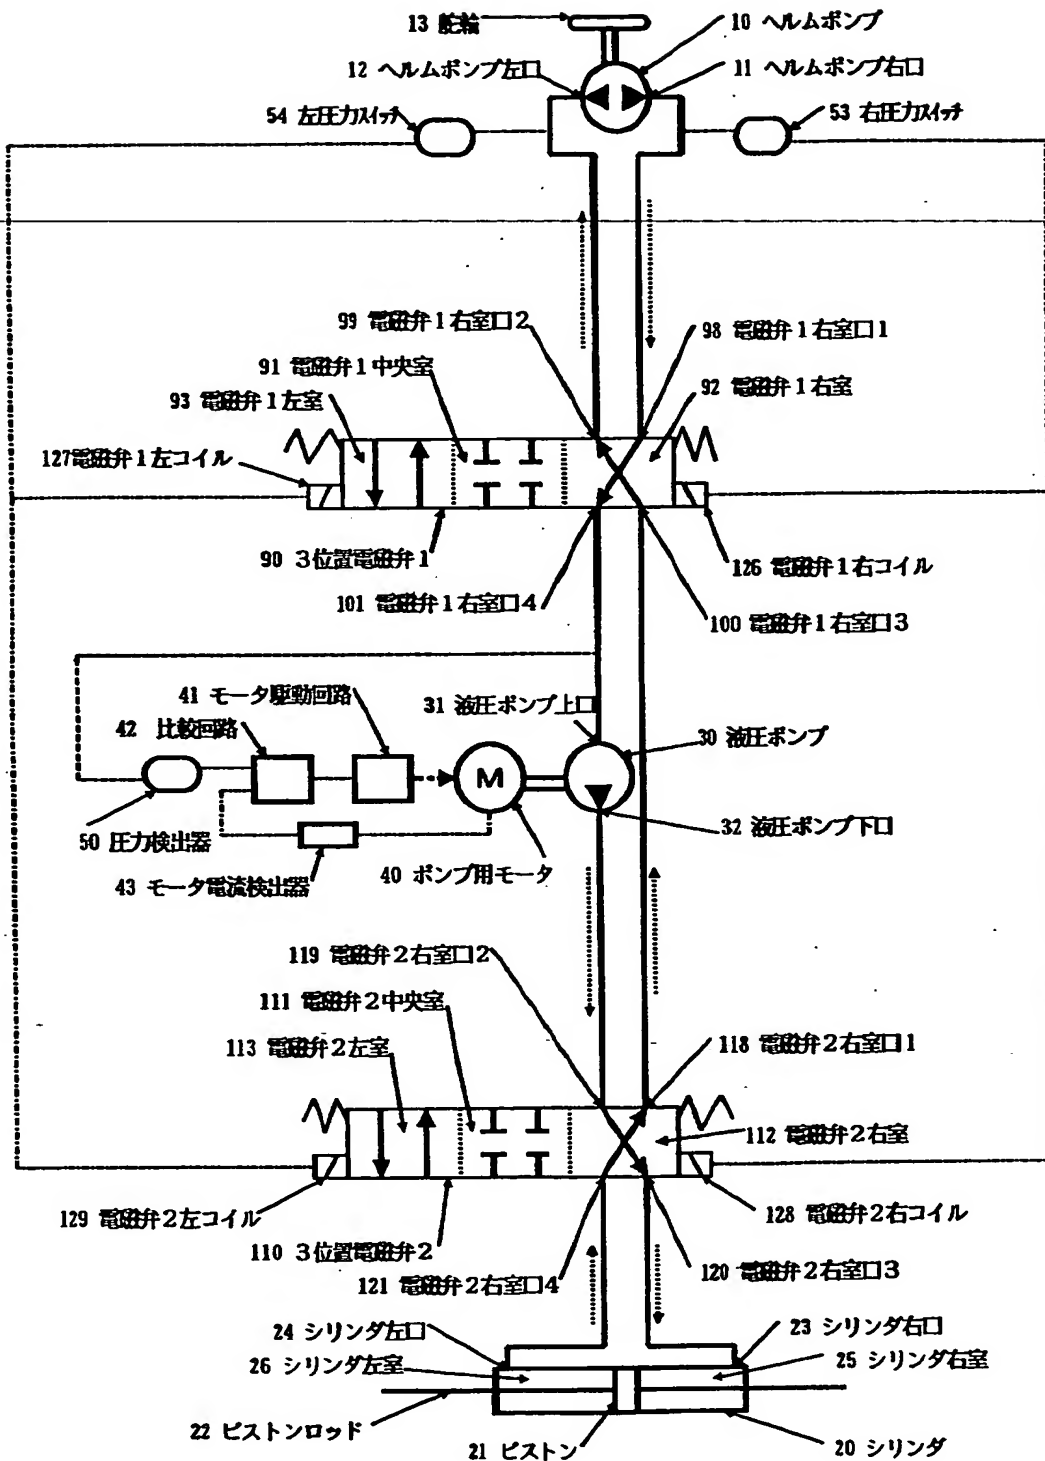 13 舵輪
10 ヘルムポンプ
12 ヘルムポンプ左口
11 ヘルムポンプ右口
54 左圧力スイッチ
53 右圧力スイッチ
99 電磁弁1右室口2
98 電磁弁1右室口1
91 電磁弁1中央室
92 電磁弁1右室
93 電磁弁1左室
127電磁弁1左コイル
90 3位置電磁弁1
126 電磁弁1右コイル
101 電磁弁1右室口4
100 電磁弁1右室口3
41 モータ駆動回路
31 液圧ポンプ上口
42 比較回路
30 液圧ポンプ
M
32 液圧ポンプ下口
50 圧力検出器
40 ポンプ用モータ
43 モータ電流検出器
119 電磁弁2右室口2
111 電磁弁2中央室
113 電磁弁2左室
118 電磁弁2右室口1
112 電磁弁2右室
129 電磁弁2左コイル
128 電磁弁2右コイル
110 3位置電磁弁2
121 電磁弁2右室口4
120 電磁弁2右室口3
24 シリンダ左口
23 シリンダ右口
26 シリンダ左室
25 シリンダ右室
22 ピストンロッド
21 ピストン
20 シリンダ